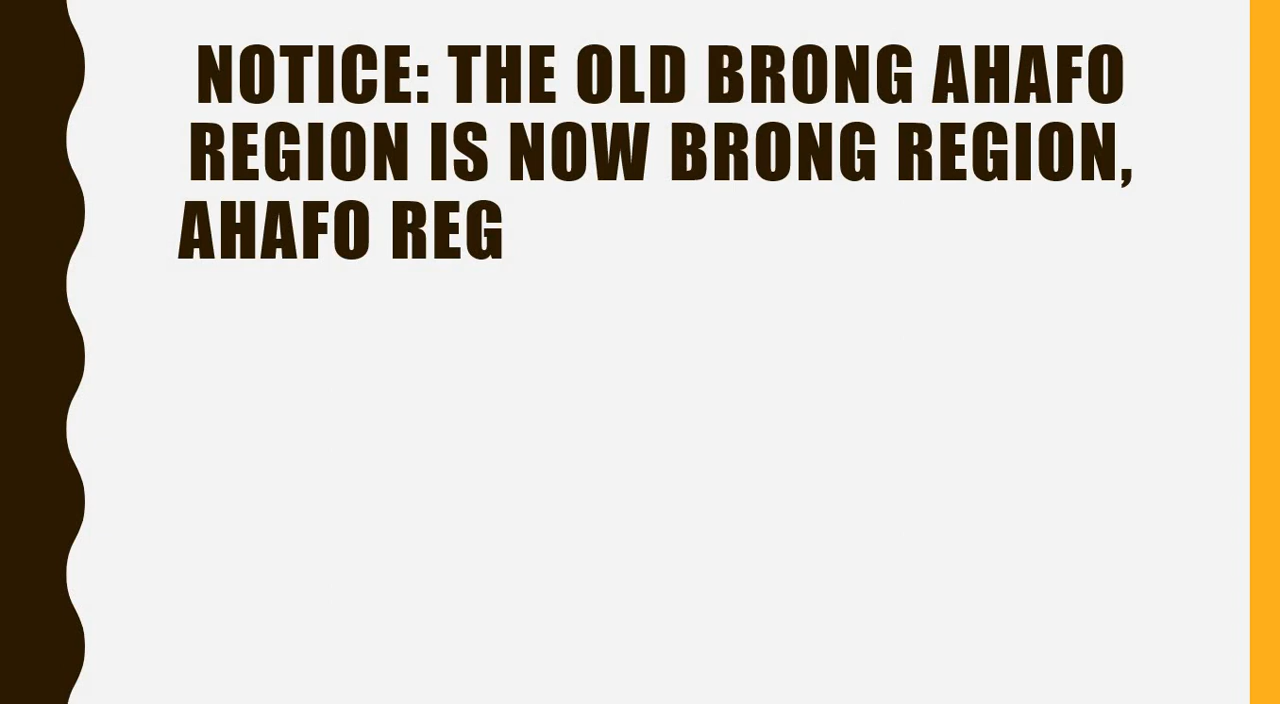 NOTICE: THE OLD BRONG AHAFO
REGION IS NOW BRONG REGION,
AHAFO REG